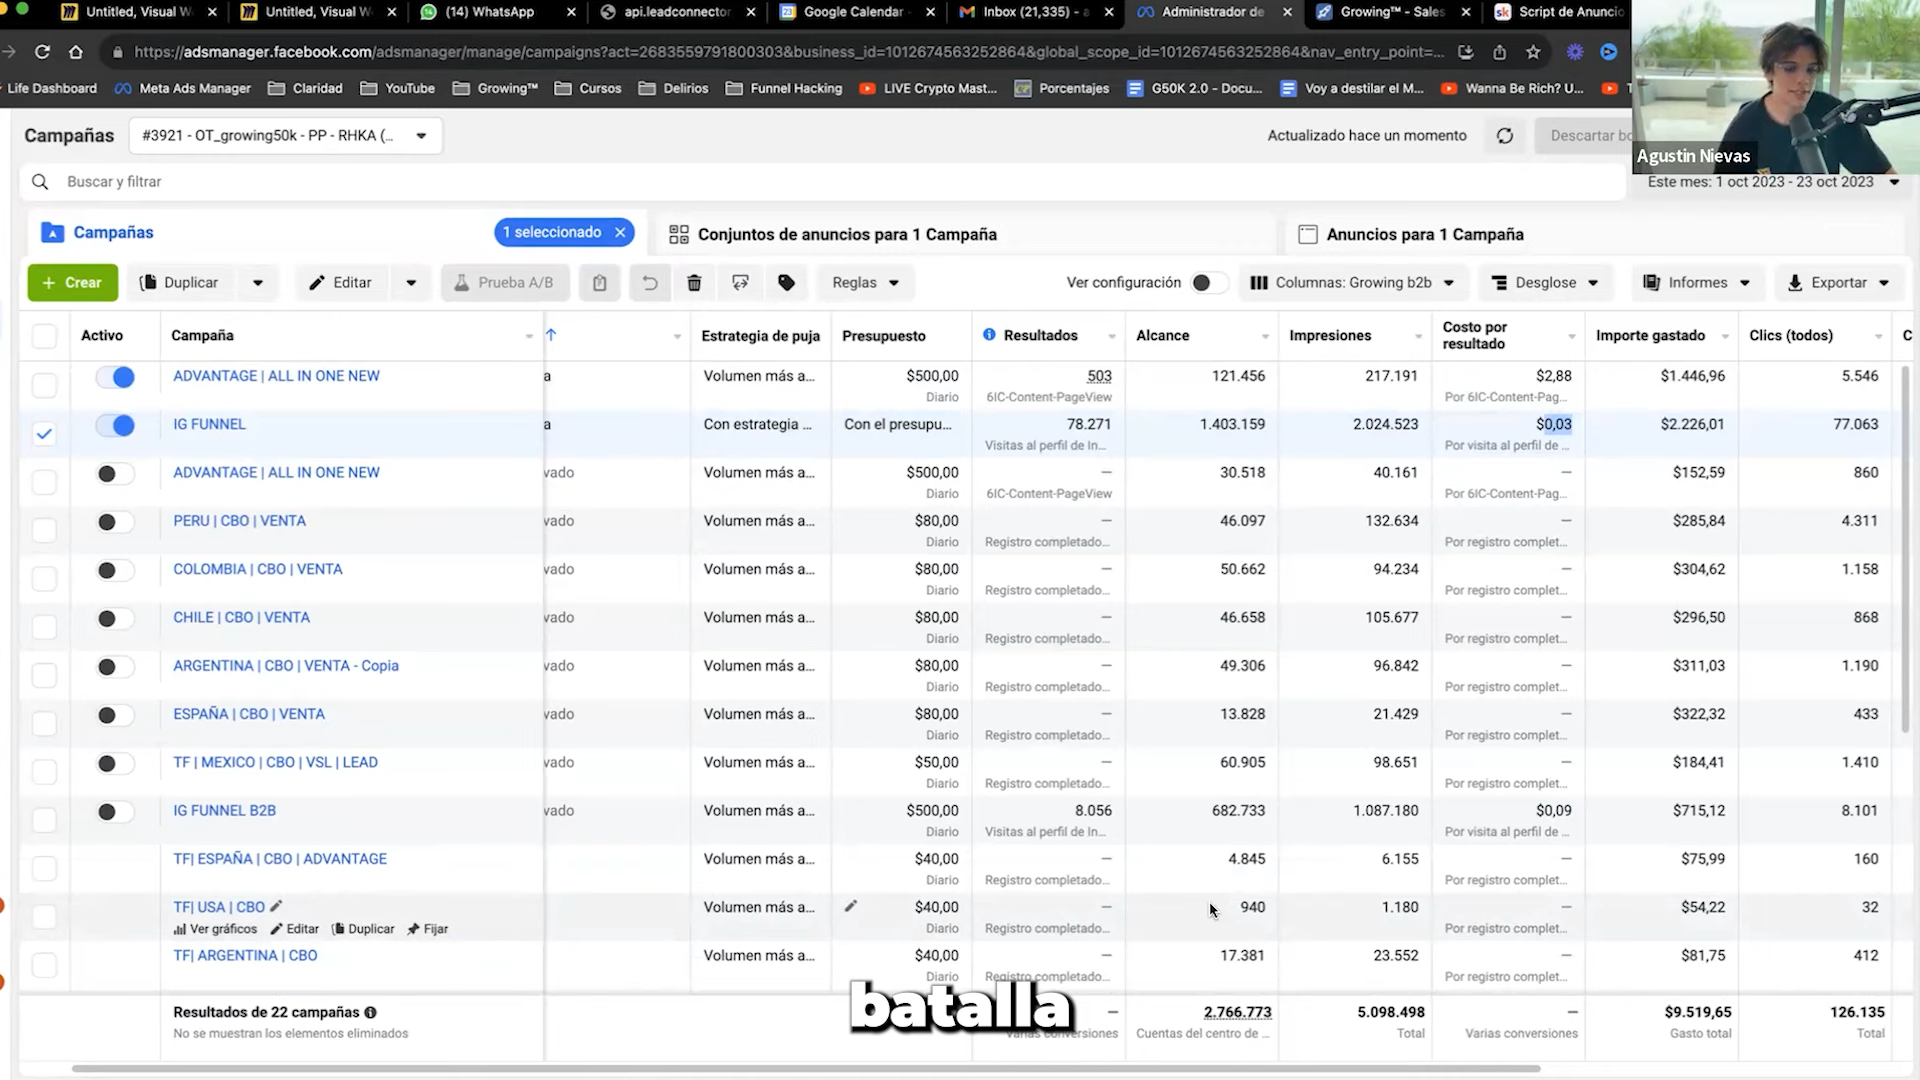 Untitled, Visual W
Untitled, Visual W
(14) WhatsApp
api.leadconnector
Google Calendar
Inbox (21,335) - a
Administrador de
Growing™ - Sales
Script de Anuncio
https://adsmanager.facebook.com/adsmanager/manage/campaigns?act=2683559791800303&business_id=1012674563252864&global_scope_id=1012674563252864&nav_entry_point=...
Life Dashboard
Meta Ads Manager
Claridad
YouTube
Growing™
Cursos
Delirios
Funnel Hacking
LIVE Crypto Mast...
Porcentajes
G50K 2.0 - Docu...
Voy a destilar el M...
Wanna Be Rich? U...
Campañas
#3921 - OT_growing50k - PP - RHKA (...
Actualizado hace un momento
Descartar bo
Agustin Nievas
Buscar y filtrar
Este mes: 1 oct 2023 - 23 oct 2023
Campañas
1 seleccionado
Conjuntos de anuncios para 1 Campaña
Anuncios para 1 Campaña
+ Crear
Duplicar
Editar
Prueba A/B
Reglas
Ver configuración
Columnas: Growing b2b
Desglose
Informes
Exportar
Activo Campaña Estrategia de puja Presupuesto Resultados Alcance Impresiones Costo por resultado Importe gastado Clics (todos) C
ADVANTAGE | ALL IN ONE NEW a Volumen más a... $500,00 503 121.456 217.191 $2,88 $1.446,96 5.546
Diario 6IC-Content-PageView Por 6IC-Content-Pag...
IG FUNNEL a Con estrategia ... Con el presupu... 78.271 1.403.159 2.024.523 $0,03 $2.226,01 77.063
Visitas al perfil de In... Por visita al perfil de ...
ADVANTAGE | ALL IN ONE NEW vado Volumen más a... $500,00 — 30.518 40.161 — $152,59 860
Diario 6IC-Content-PageView Por 6IC-Content-Pag...
PERU | CBO | VENTA vado Volumen más a... $80,00 — 46.097 132.634 — $285,84 4.311
Diario Registro completado... Por registro complet...
COLOMBIA | CBO | VENTA vado Volumen más a... $80,00 — 50.662 94.234 — $304,62 1.158
Diario Registro completado... Por registro complet...
CHILE | CBO | VENTA vado Volumen más a... $80,00 — 46.658 105.677 — $296,50 868
Diario Registro completado... Por registro complet...
ARGENTINA | CBO | VENTA - Copia vado Volumen más a... $80,00 — 49.306 96.842 — $311,03 1.190
Diario Registro completado... Por registro complet...
ESPAÑA | CBO | VENTA vado Volumen más a... $80,00 — 13.828 21.429 — $322,32 433
Diario Registro completado... Por registro complet...
TF | MEXICO | CBO | VSL | LEAD vado Volumen más a... $50,00 — 60.905 98.651 — $184,41 1.410
Diario Registro completado... Por registro complet...
IG FUNNEL B2B vado Volumen más a... $500,00 8.056 682.733 1.087.180 $0,09 $715,12 8.101
Diario Visitas al perfil de In... Por visita al perfil de ...
TF| ESPAÑA | CBO | ADVANTAGE Volumen más a... $40,00 — 4.845 6.155 — $75,99 160
Diario Registro completado... Por registro complet...
TF| USA | CBO Volumen más a... $40,00 — 940 1.180 — $54,22 32
Ver gráficos Editar Duplicar Fijar Diario Registro completado... Por registro complet...
TF| ARGENTINA | CBO Volumen más a... $40,00 — 17.381 23.552 — $81,75 412
Diario Registro completado... Por registro complet...
batalla
Resultados de 22 campañas — 2.766.773 5.098.498 — $9.519,65 126.135
No se muestran los elementos eliminados Varias conversiones Cuentas del centro de ... Total Varias conversiones Gasto total Total